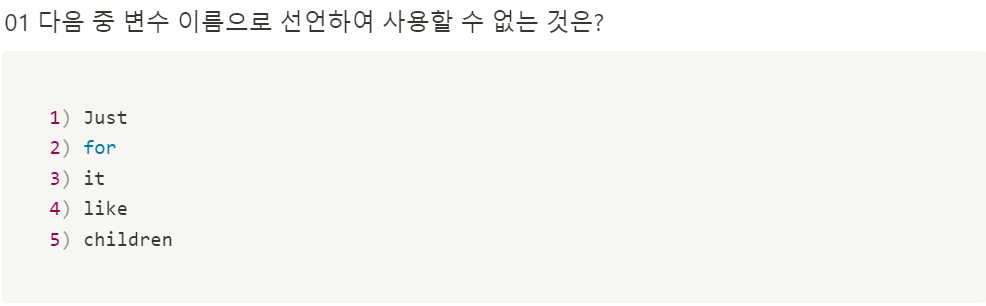 01 다음 중 변수 이름으로 선언하여 사용할 수 없는 것은?
1) Just
2) for
3) it
4) like
5) children